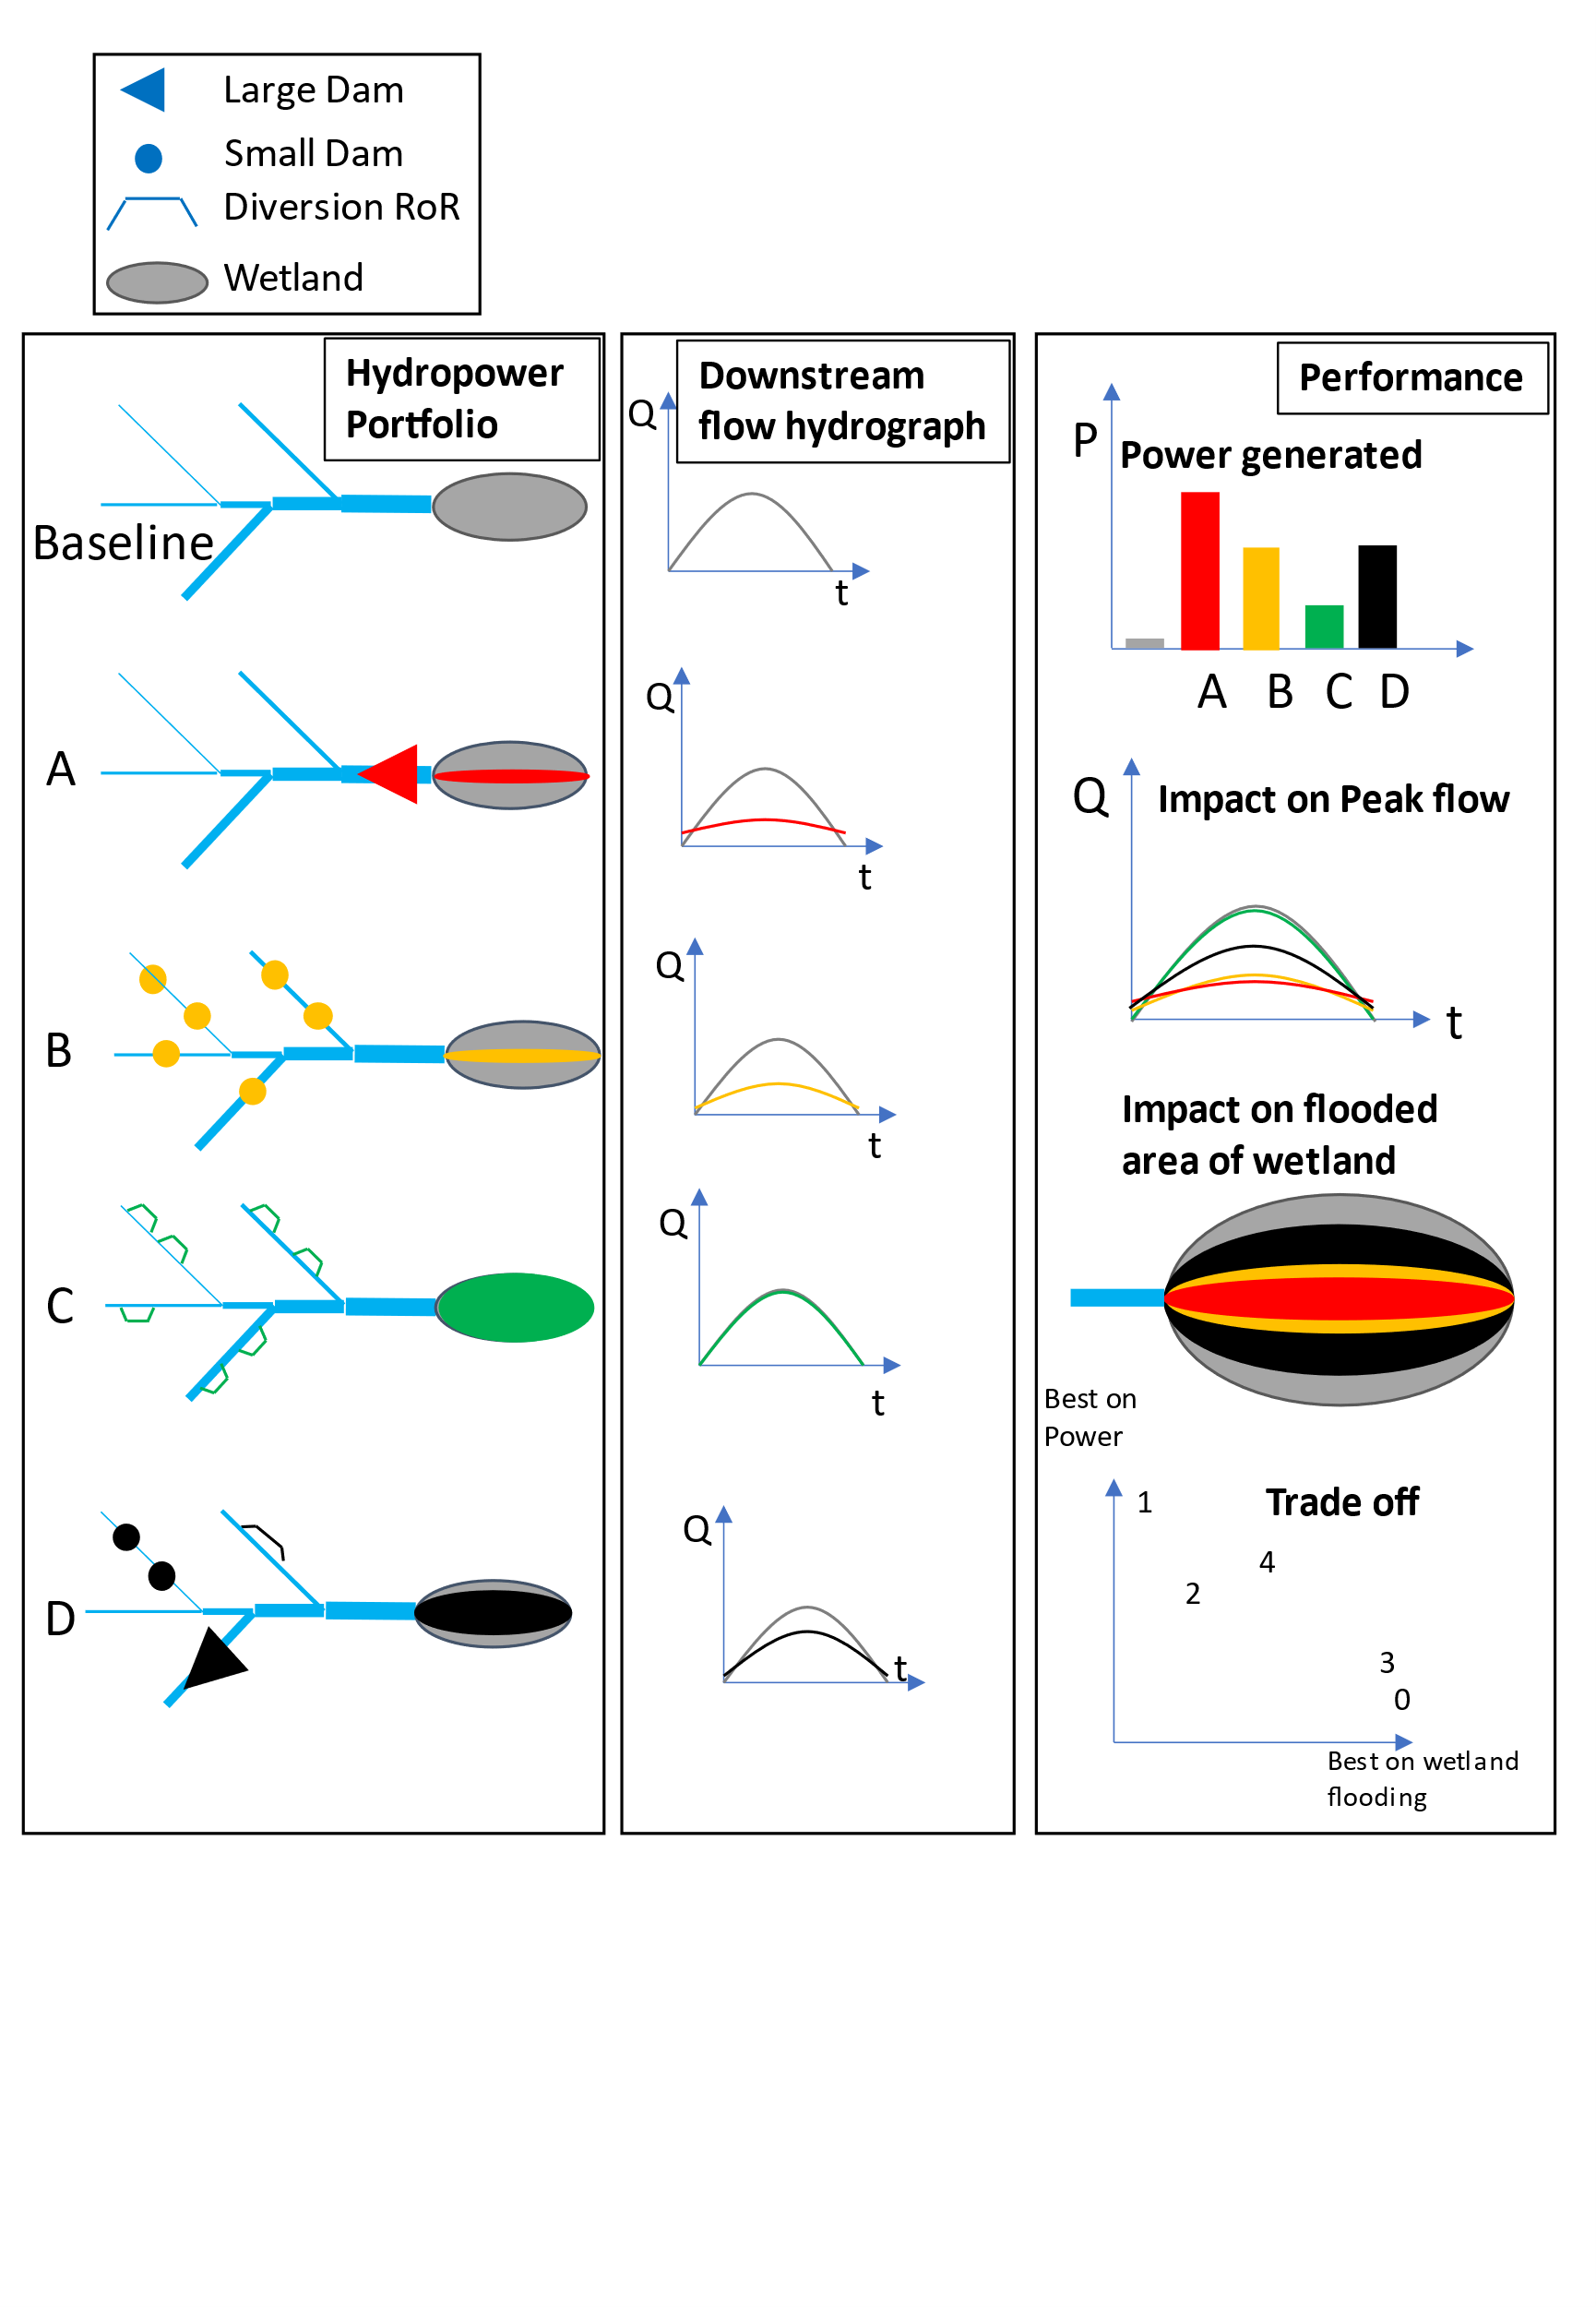 Large Dam
Small Dam
Diversion RoR
Wetland
Hydropower
Portfolio
Baseline
A
B
C
D
Downstream
flow hydrograph
Q
t
Q
t
Q
t
Q
t
Q
t
Performance
P
Power generated
A B C D
Q
Impact on Peak flow
t
Impact on flooded
area of wetland
Best on
Power
Trade off
1
4
2
3
0
Best on wetland
flooding